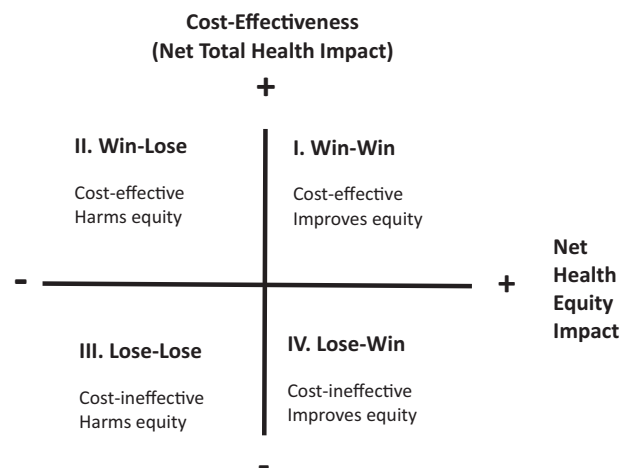 Cost-Effectiveness
(Net Total Health Impact)
+
II. Win-Lose
Cost-effective
Harms equity
I. Win-Win
Cost-effective
Improves equity
-
+
Net
Health
Equity
Impact
III. Lose-Lose
Cost-ineffective
Harms equity
IV. Lose-Win
Cost-ineffective
Improves equity
-